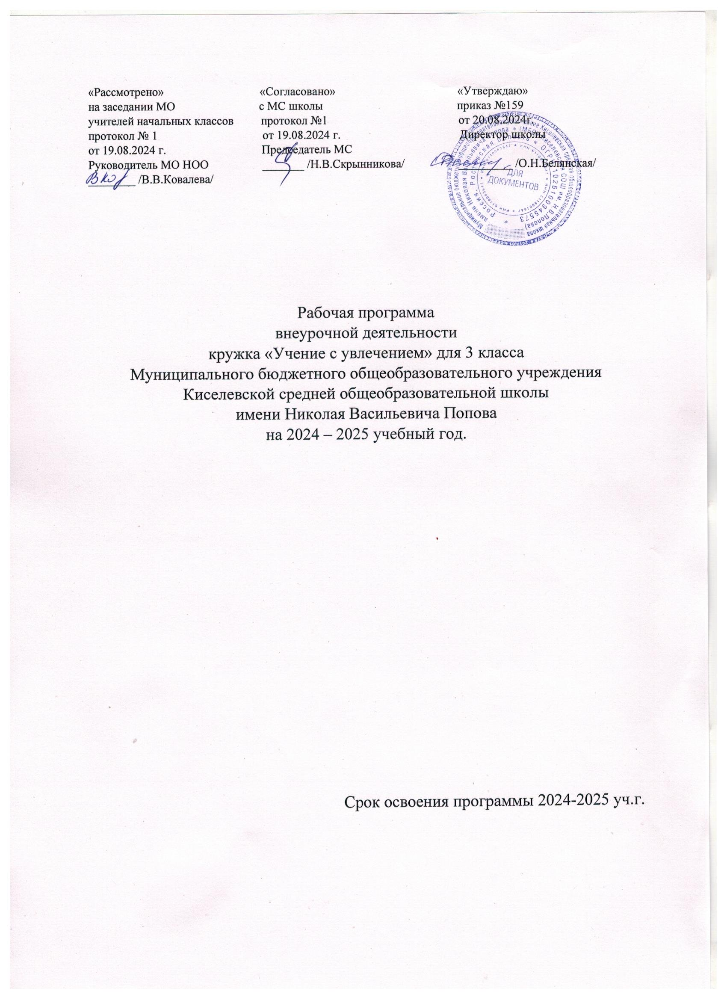 «Рассмотрено»
на заседании МО
учителей начальных классов
протокол № 1
от 19.08.2024 г.
Руководитель МО НОО
________ /В.В.Ковалева/
«Согласовано»
с МС школы
протокол №1
от 19.08.2024 г.
Председатель МС
_______ /Н.В.Скрынникова/
«Утверждаю»
приказ №159
от 20.08.2024г.
Директор школы
_________ /О.Н.Белянская/
ДЛЯ
ДОКУМЕНТОВ
Рабочая программа
внеурочной деятельности
кружка «Учение с увлечением» для 3 класса
Муниципального бюджетного общеобразовательного учреждения
Киселевской средней общеобразовательной школы
имени Николая Васильевича Попова
на 2024 – 2025 учебный год.
Срок освоения программы 2024-2025 уч.г.